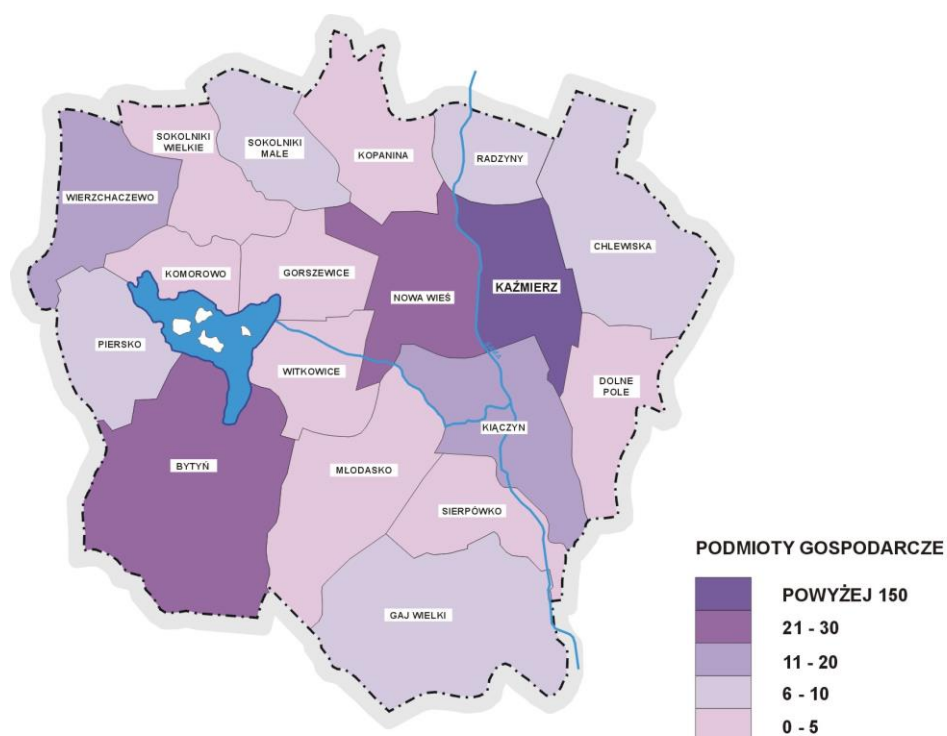 SOKOLNIKI
WIELKIE
SOKOLNIKI
MAŁE
KOPANINA
RADZYNY
WIERZCHACZEWO
CHLEWISKA
KOMOROWO
GORSZEWICE
NOWA WIEŚ
KAŹMIERZ
PIERSKO
WITKOWICE
DOLNE
POLE
KIĄCZYN
BYTYŃ
MŁODASKO
SIERPÓWKO
GAJ WIELKI
PODMIOTY GOSPODARCZE
POWYŻEJ 150
21 - 30
11 - 20
6 - 10
0 - 5